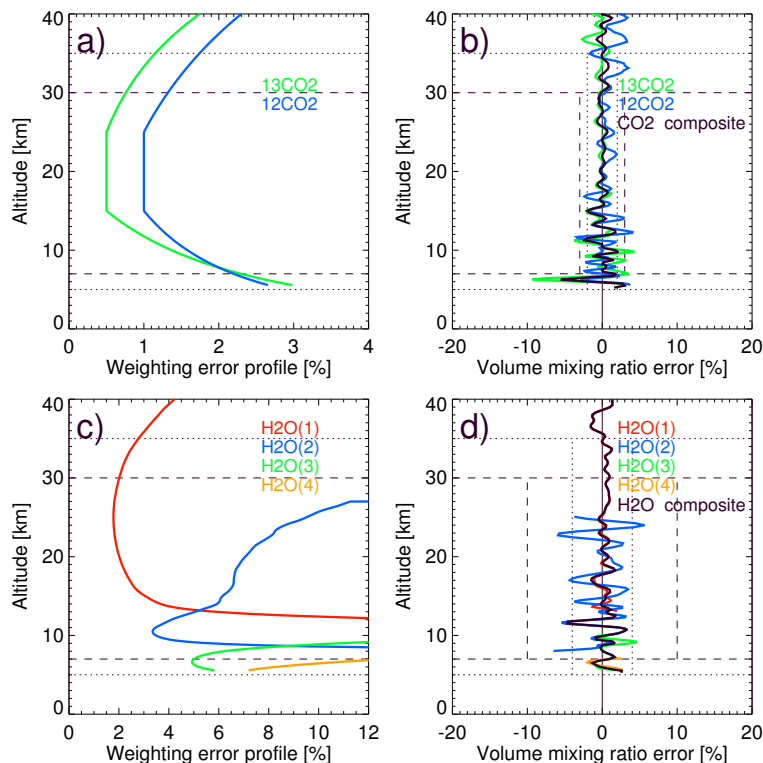 a)
40
30
20
10
0
Altitude [km]
13CO2
12CO2
0 1 2 3 4
Weighting error profile [%]
b)
40
30
20
10
0
Altitude [km]
13CO2
12CO2
CO2 composite
-20 -10 0 10 20
Volume mixing ratio error [%]
c)
40
30
20
10
0
Altitude [km]
H2O(1)
H2O(2)
H2O(3)
H2O(4)
0 2 4 6 8 10 12
Weighting error profile [%]
d)
40
30
20
10
0
Altitude [km]
H2O(1)
H2O(2)
H2O(3)
H2O(4)
H2O composite
-20 -10 0 10 20
Volume mixing ratio error [%]